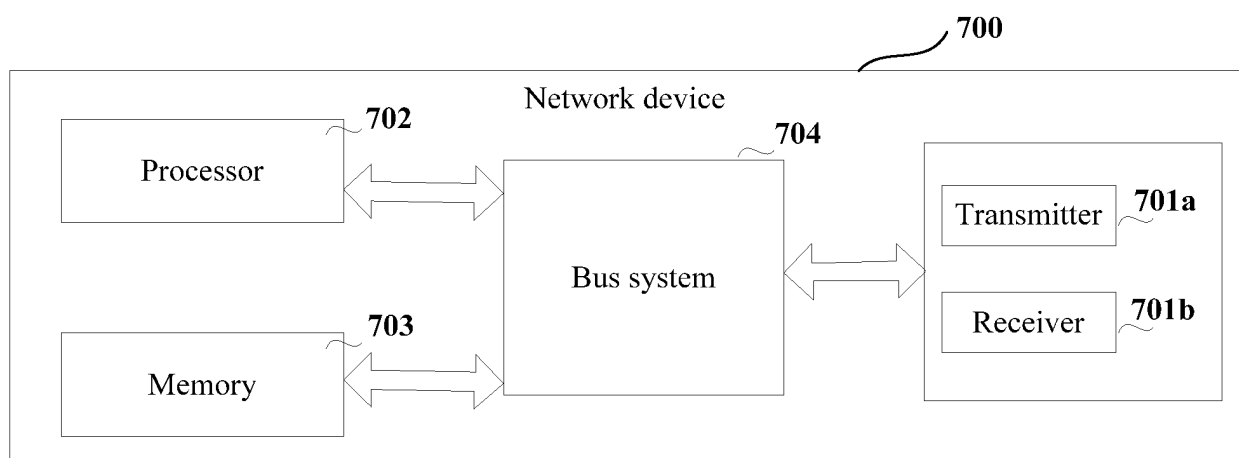 700
Network device
702
Processor
704
Bus system
701a
Transmitter
701b
Receiver
703
Memory